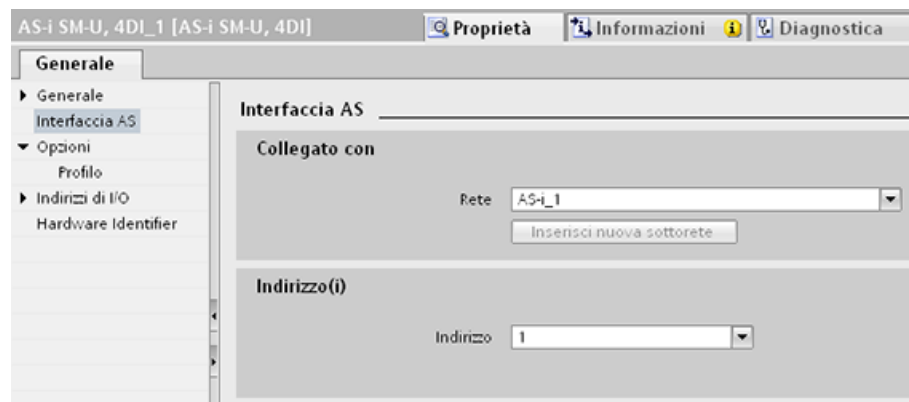 AS-i SM-U, 4DI_1 [AS-i SM-U, 4DI]
Proprietà
Informazioni
Diagnostica
Generale
Generale
Interfaccia AS
Opzioni
Profilo
Indirizzi di I/O
Hardware Identifier
Interfaccia AS
Collegato con
Rete AS-i_1
Inserisci nuova sottorete
Indirizzo(i)
Indirizzo 1